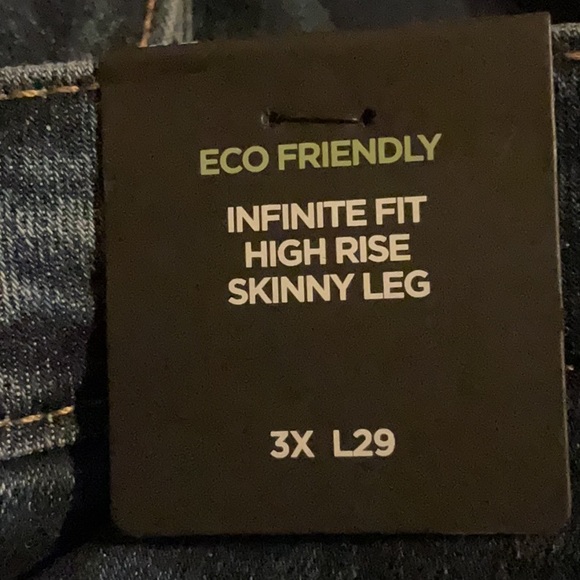 ECO FRIENDLY
INFINITE FIT
HIGH RISE
SKINNY LEG
3X L29